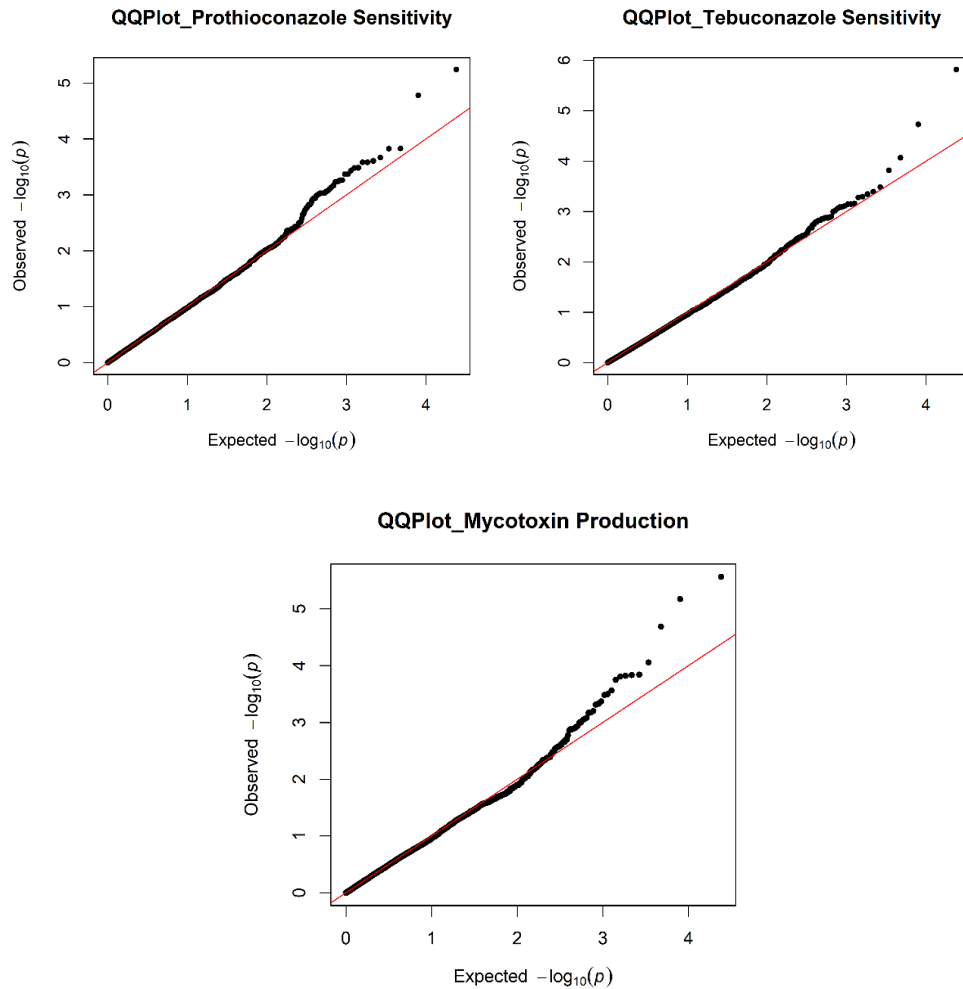 QQPlot_Prothioconazole Sensitivity
5
4
3
2
1
0
Observed −log₁₀(p)
0 1 2 3 4
Expected −log₁₀(p)
QQPlot_Tebuconazole Sensitivity
6
5
4
3
2
1
0
Observed −log₁₀(p)
0 1 2 3 4
Expected −log₁₀(p)
QQPlot_Mycotoxin Production
5
4
3
2
1
0
Observed −log₁₀(p)
0 1 2 3 4
Expected −log₁₀(p)